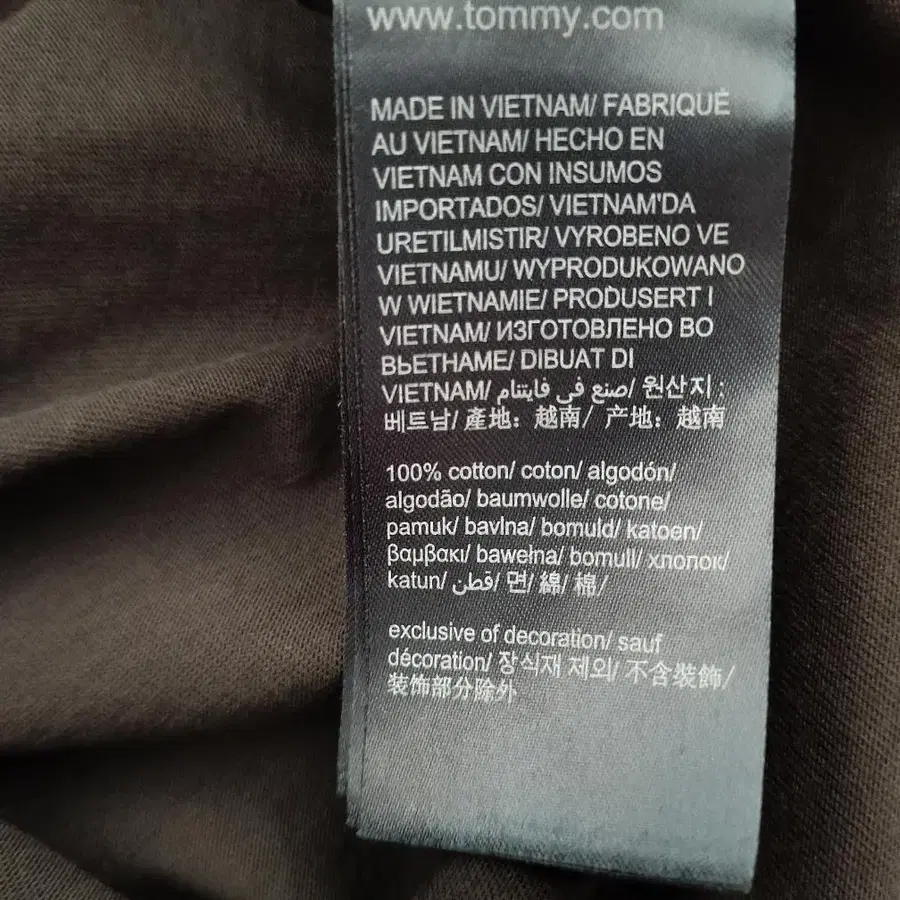 www.tommy.com
MADE IN VIETNAM/ FABRIQUÉ
AU VIETNAM/ HECHO EN
VIETNAM CON INSUMOS
IMPORTADOS/ VIETNAM'DA
URETILMISTIR/ VYROBENO VE
VIETNAMU/ WYPRODUKOWANO
W WIETNAMIE/ PRODUSERT I
VIETNAM/ ИЗГОТОВЛЕНО ВО
ВЬЕТНАМЕ/ DIBUAT DI
VIETNAM/ صنع في فايتنام/ 원산지 :
베트남/ 產地：越南/ 产地：越南
100% cotton/ coton/ algodón/
algodão/ baumwolle/ cotone/
pamuk/ bavlna/ bomuld/ katoen/
βαμβακι/ bawełna/ bomull/ хлопок/
katun/ قطن/ 면/ 綿/ 棉/
exclusive of decoration/ sauf
décoration/ 장식재 제외/ 不含裝飾/
装饰部分除外